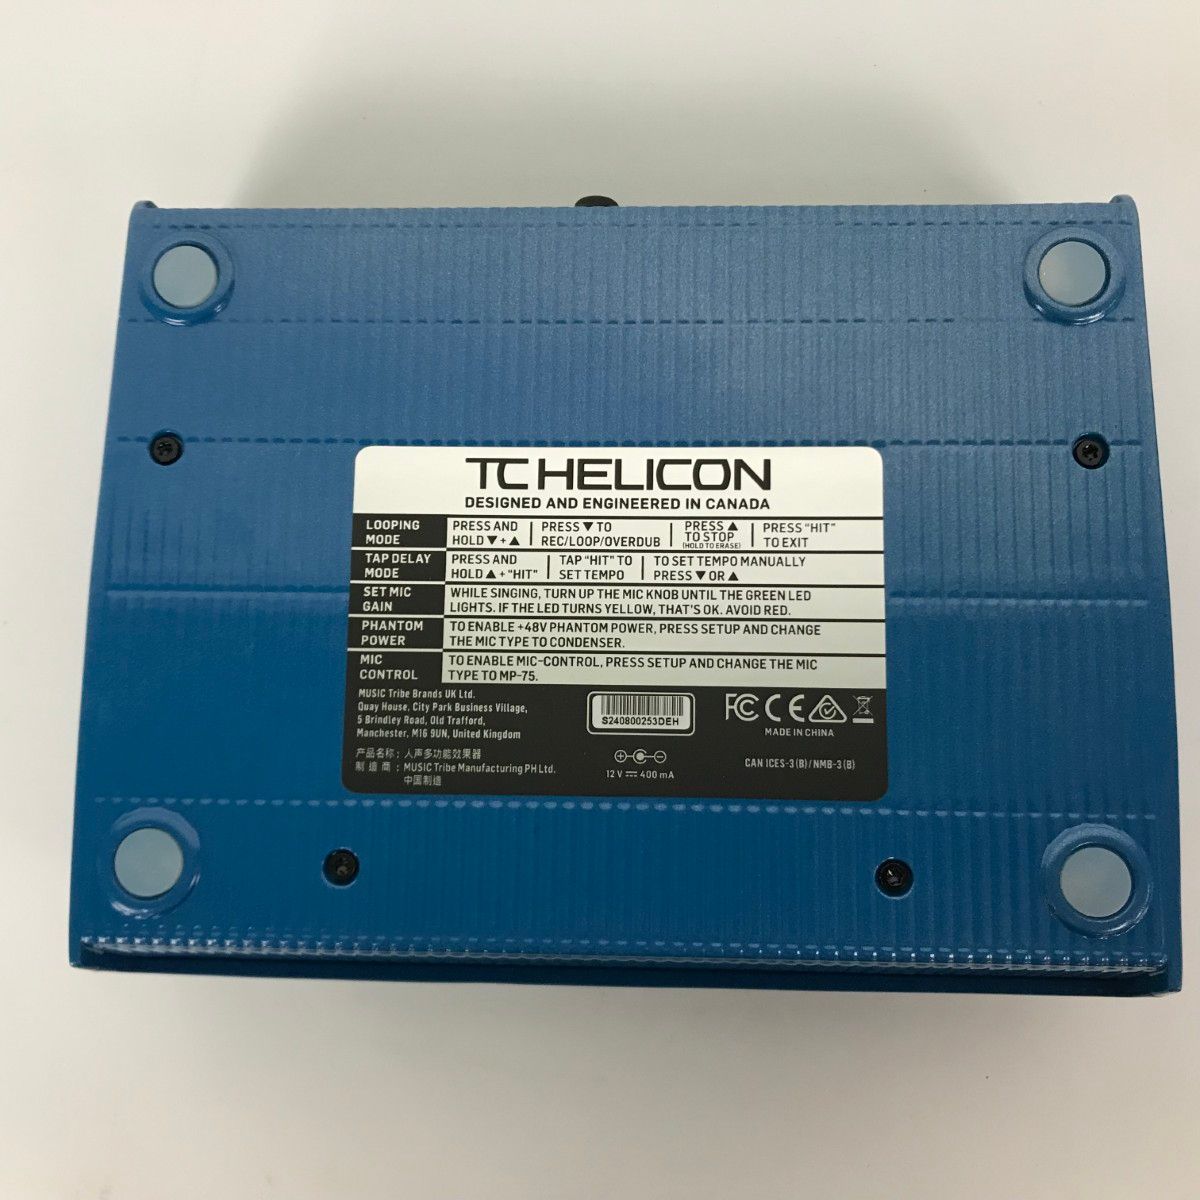 TC HELICON
DESIGNED AND ENGINEERED IN CANADA
LOOPING MODE
PRESS AND HOLD ▼ + ▲
PRESS ▼ TO REC/LOOP/OVERDUB
PRESS ▲ TO STOP (HOLD TO ERASE)
PRESS "HIT" TO EXIT
TAP DELAY MODE
PRESS AND HOLD ▲ + "HIT"
TAP "HIT" TO SET TEMPO
TO SET TEMPO MANUALLY PRESS ▼ OR ▲
SET MIC GAIN
WHILE SINGING, TURN UP THE MIC KNOB UNTIL THE GREEN LED
LIGHTS. IF THE LED TURNS YELLOW, THAT'S OK. AVOID RED.
PHANTOM POWER
TO ENABLE +48V PHANTOM POWER, PRESS SETUP AND CHANGE
THE MIC TYPE TO CONDENSER.
MIC CONTROL
TO ENABLE MIC-CONTROL, PRESS SETUP AND CHANGE THE MIC
TYPE TO MP-75.
MUSIC Tribe Brands UK Ltd.
Quay House, City Park Business Village,
5 Brindley Road, Old Trafford,
Manchester, M16 9UN, United Kingdom
产品名称：人声多功能效果器
制 造 商：MUSIC Tribe Manufacturing PH Ltd.
中国制造
S240800253DEH
12 V ⎓ 400 mA
FC CE
MADE IN CHINA
CAN ICES-3 (B)/NMB-3 (B)